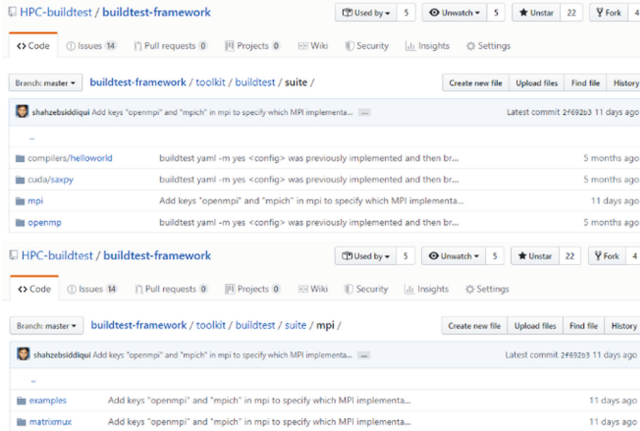 HPC-buildtest / buildtest-framework
Used by 5 Unwatch 5 Unstar 22 Fork 4
Code Issues 14 Pull requests 0 Projects 0 Wiki Security Insights Settings
Branch: master buildtest-framework / toolkit / buildtest / suite / Create new file Upload files Find file History
shahzebsiddiqui Add keys "openmpi" and "mpich" in mpi to specify which MPI implementa... ... Latest commit 2f692b3 11 days ago
..
compilers/helloworld buildtest yaml -m yes <config> was previously implemented and then br... 5 months ago
cuda/saxpy buildtest yaml -m yes <config> was previously implemented and then br... 5 months ago
mpi Add keys "openmpi" and "mpich" in mpi to specify which MPI implementa... 11 days ago
openmp buildtest yaml -m yes <config> was previously implemented and then br... 5 months ago
HPC-buildtest / buildtest-framework
Used by 5 Unwatch 5 Unstar 22 Fork 4
Code Issues 14 Pull requests 0 Projects 0 Wiki Security Insights Settings
Branch: master buildtest-framework / toolkit / buildtest / suite / mpi / Create new file Upload files Find file History
shahzebsiddiqui Add keys "openmpi" and "mpich" in mpi to specify which MPI implementa... ... Latest commit 2f692b3 11 days ago
..
examples Add keys "openmpi" and "mpich" in mpi to specify which MPI implementa... 11 days ago
matrixmux Add keys "openmpi" and "mpich" in mpi to specify which MPI implementa... 11 days ago